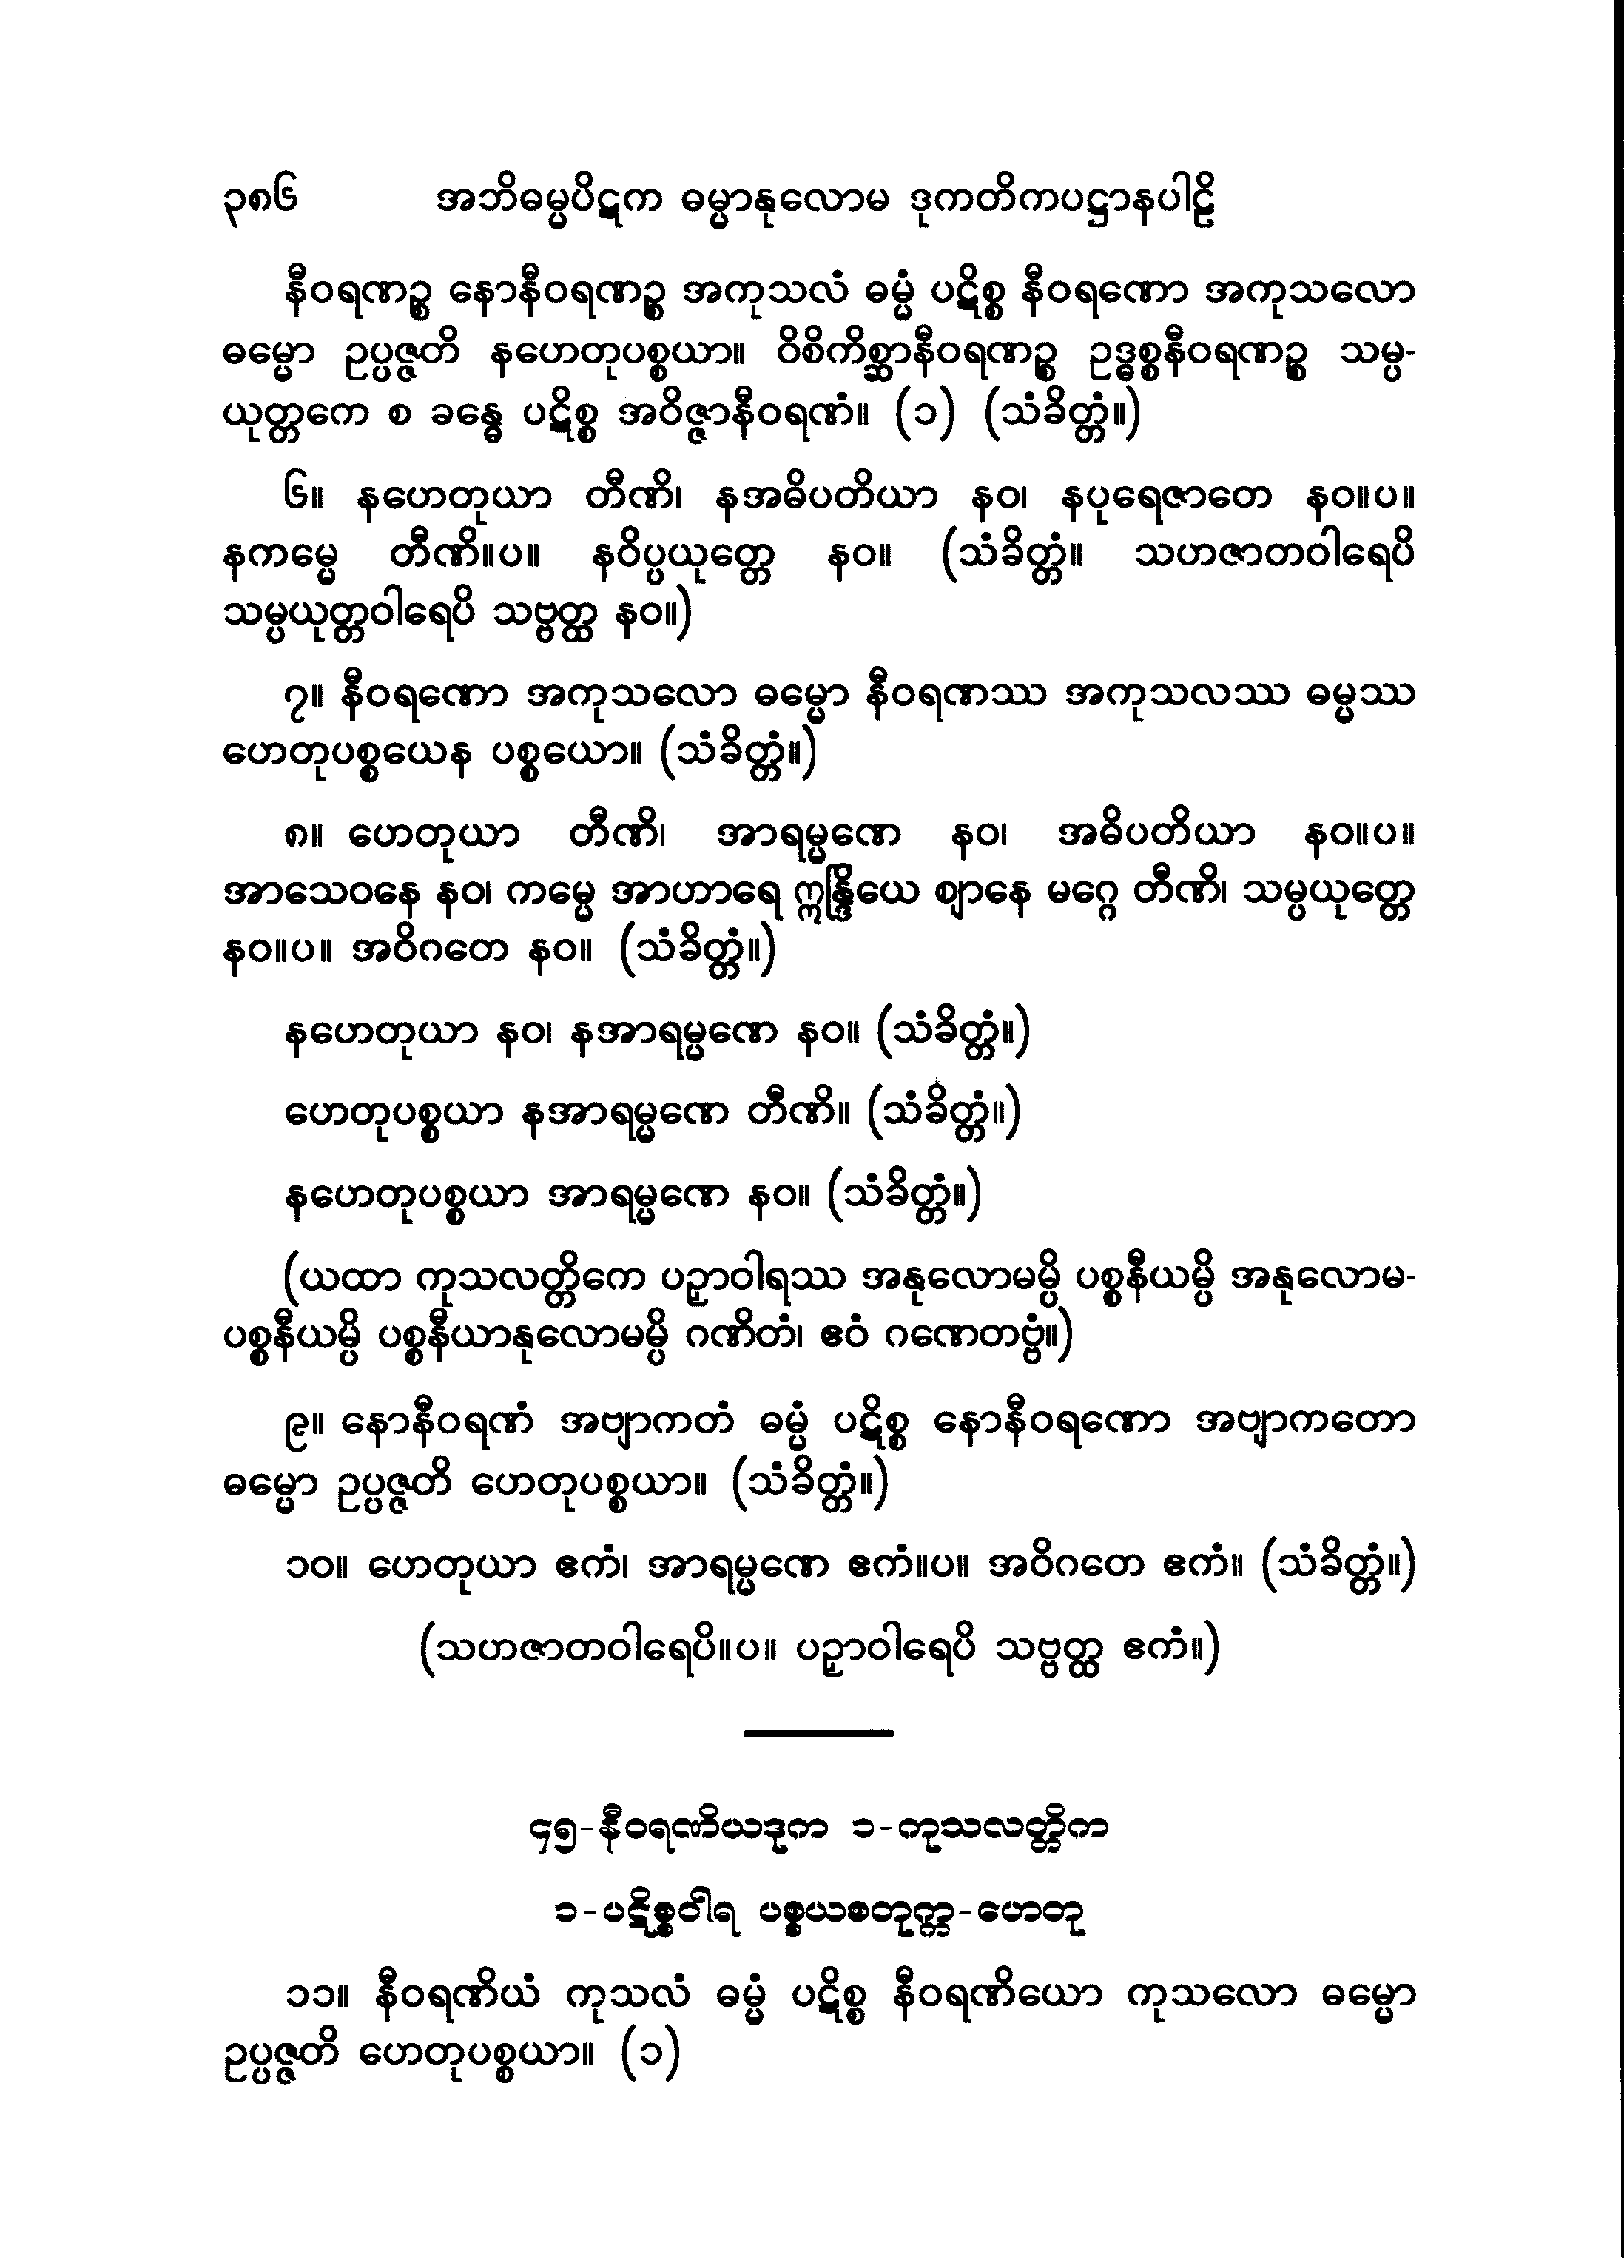 ၃၈၆ အဘိဓမ္မပိဋက ဓမ္မာနုလောမ ဒုကတိကပဋ္ဌာနပါဠိ
နီဝရဏဉ္စ နောနီဝရဏဉ္စ အကုသလံ ဓမ္မံ ပဋိစ္စ နီဝရဏော အကုသလော
ဓမ္မော ဥပ္ပဇ္ဇတိ နဟေတုပစ္စယာ။ ဝိစိကိစ္ဆာနီဝရဏဉ္စ ဥဒ္ဓစ္စနီဝရဏဉ္စ သမ္ပ-
ယုတ္တကေ စ ခန္ဓေ ပဋိစ္စ အဝိဇ္ဇာနီဝရဏံ။ (၁) (သံခိတ္တံ။)
၆။ နဟေတုယာ တီဏိ၊ နအဓိပတိယာ နဝ၊ နပုရေဇာတေ နဝ။ပ။
နကမ္မေ တီဏိ။ပ။ နဝိပ္ပယုတ္တေ နဝ။ (သံခိတ္တံ။ သဟဇာတဝါရေပိ
သမ္ပယုတ္တဝါရေပိ သဗ္ဗတ္ထ နဝ။)
၇။ နီဝရဏော အကုသလော ဓမ္မော နီဝရဏဿ အကုသလဿ ဓမ္မဿ
ဟေတုပစ္စယေန ပစ္စယော။ (သံခိတ္တံ။)
၈။ ဟေတုယာ တီဏိ၊ အာရမ္မဏေ နဝ၊ အဓိပတိယာ နဝ။ပ။
အာသေဝနေ နဝ၊ ကမ္မေ အာဟာရေ ဣန္ဒြိယေ ဈာနေ မဂ္ဂေ တီဏိ၊ သမ္ပယုတ္တေ
နဝ။ပ။ အဝိဂတေ နဝ။ (သံခိတ္တံ။)
နဟေတုယာ နဝ၊ နအာရမ္မဏေ နဝ။ (သံခိတ္တံ။)
ဟေတုပစ္စယာ နအာရမ္မဏေ တီဏိ။ (သံခိတ္တံ။)
နဟေတုပစ္စယာ အာရမ္မဏေ နဝ။ (သံခိတ္တံ။)
(ယထာ ကုသလတ္တိကေ ပဉှာဝါရဿ အနုလောမမ္ပိ ပစ္စနီယမ္ပိ အနုလောမ-
ပစ္စနီယမ္ပိ ပစ္စနီယာနုလောမမ္ပိ ဂဏိတံ၊ ဧဝံ ဂဏေတဗ္ဗံ။)
၉။ နောနီဝရဏံ အဗျာကတံ ဓမ္မံ ပဋိစ္စ နောနီဝရဏော အဗျာကတော
ဓမ္မော ဥပ္ပဇ္ဇတိ ဟေတုပစ္စယာ။ (သံခိတ္တံ။)
၁၀။ ဟေတုယာ ဧကံ၊ အာရမ္မဏေ ဧကံ။ပ။ အဝိဂတေ ဧကံ။ (သံခိတ္တံ။)
(သဟဇာတဝါရေပိ။ပ။ ပဉှာဝါရေပိ သဗ္ဗတ္ထ ဧကံ။)
၄၅-နီဝရဏိယဒုက ၁-ကုသလတ္တိက
၁-ပဋိစ္စဝါရ ပစ္စယစတုက္က-ဟေတု
၁၁။ နီဝရဏိယံ ကုသလံ ဓမ္မံ ပဋိစ္စ နီဝရဏိယော ကုသလော ဓမ္မော
ဥပ္ပဇ္ဇတိ ဟေတုပစ္စယာ။ (၁)